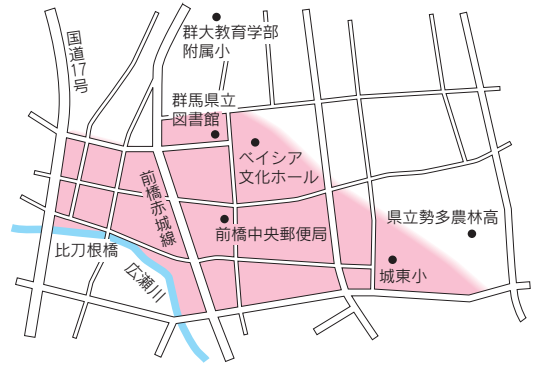 国道17号
群大教育学部
附属小
群馬県立
図書館
ベイシア
文化ホール
前橋赤城線
県立勢多農林高
前橋中央郵便局
比刀根橋
広瀬川
城東小